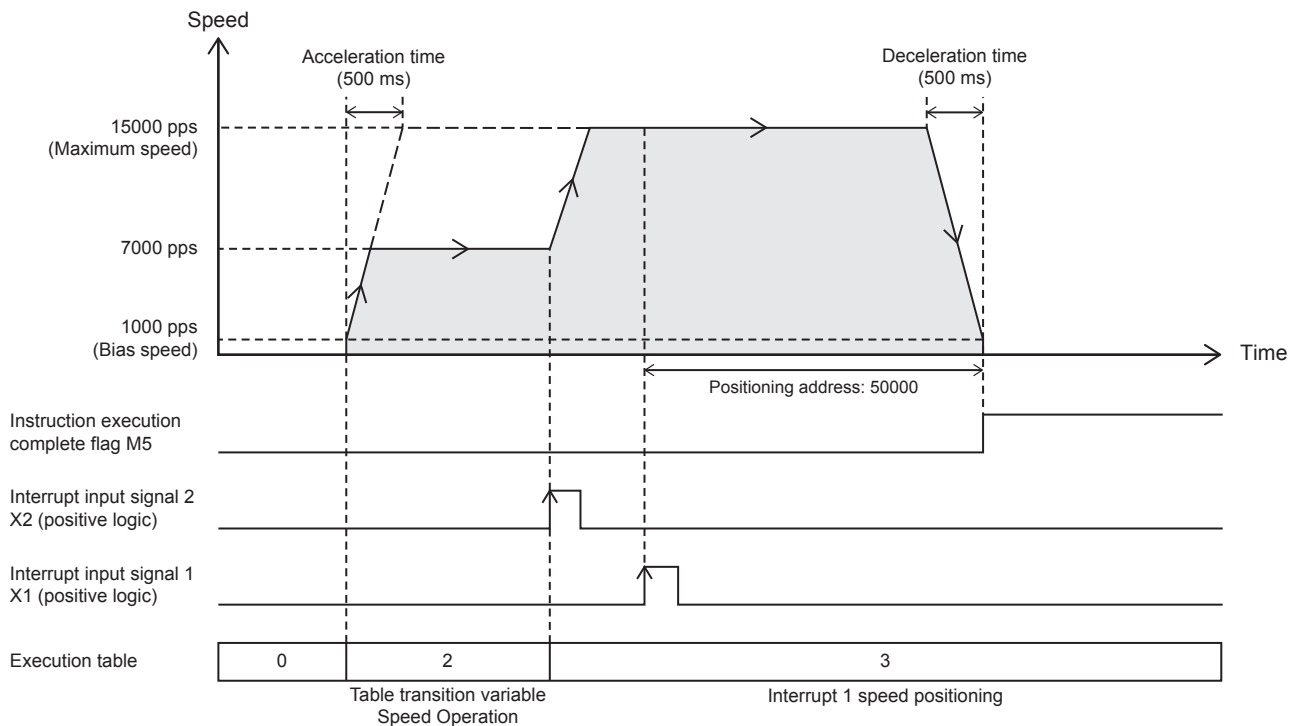 Speed
Acceleration time
(500 ms)
Deceleration time
(500 ms)
15000 pps
(Maximum speed)
7000 pps
1000 pps
(Bias speed)
Time
Positioning address: 50000
Instruction execution
complete flag M5
Interrupt input signal 2
X2 (positive logic)
Interrupt input signal 1
X1 (positive logic)
Execution table
0
2
3
Table transition variable
Speed Operation
Interrupt 1 speed positioning